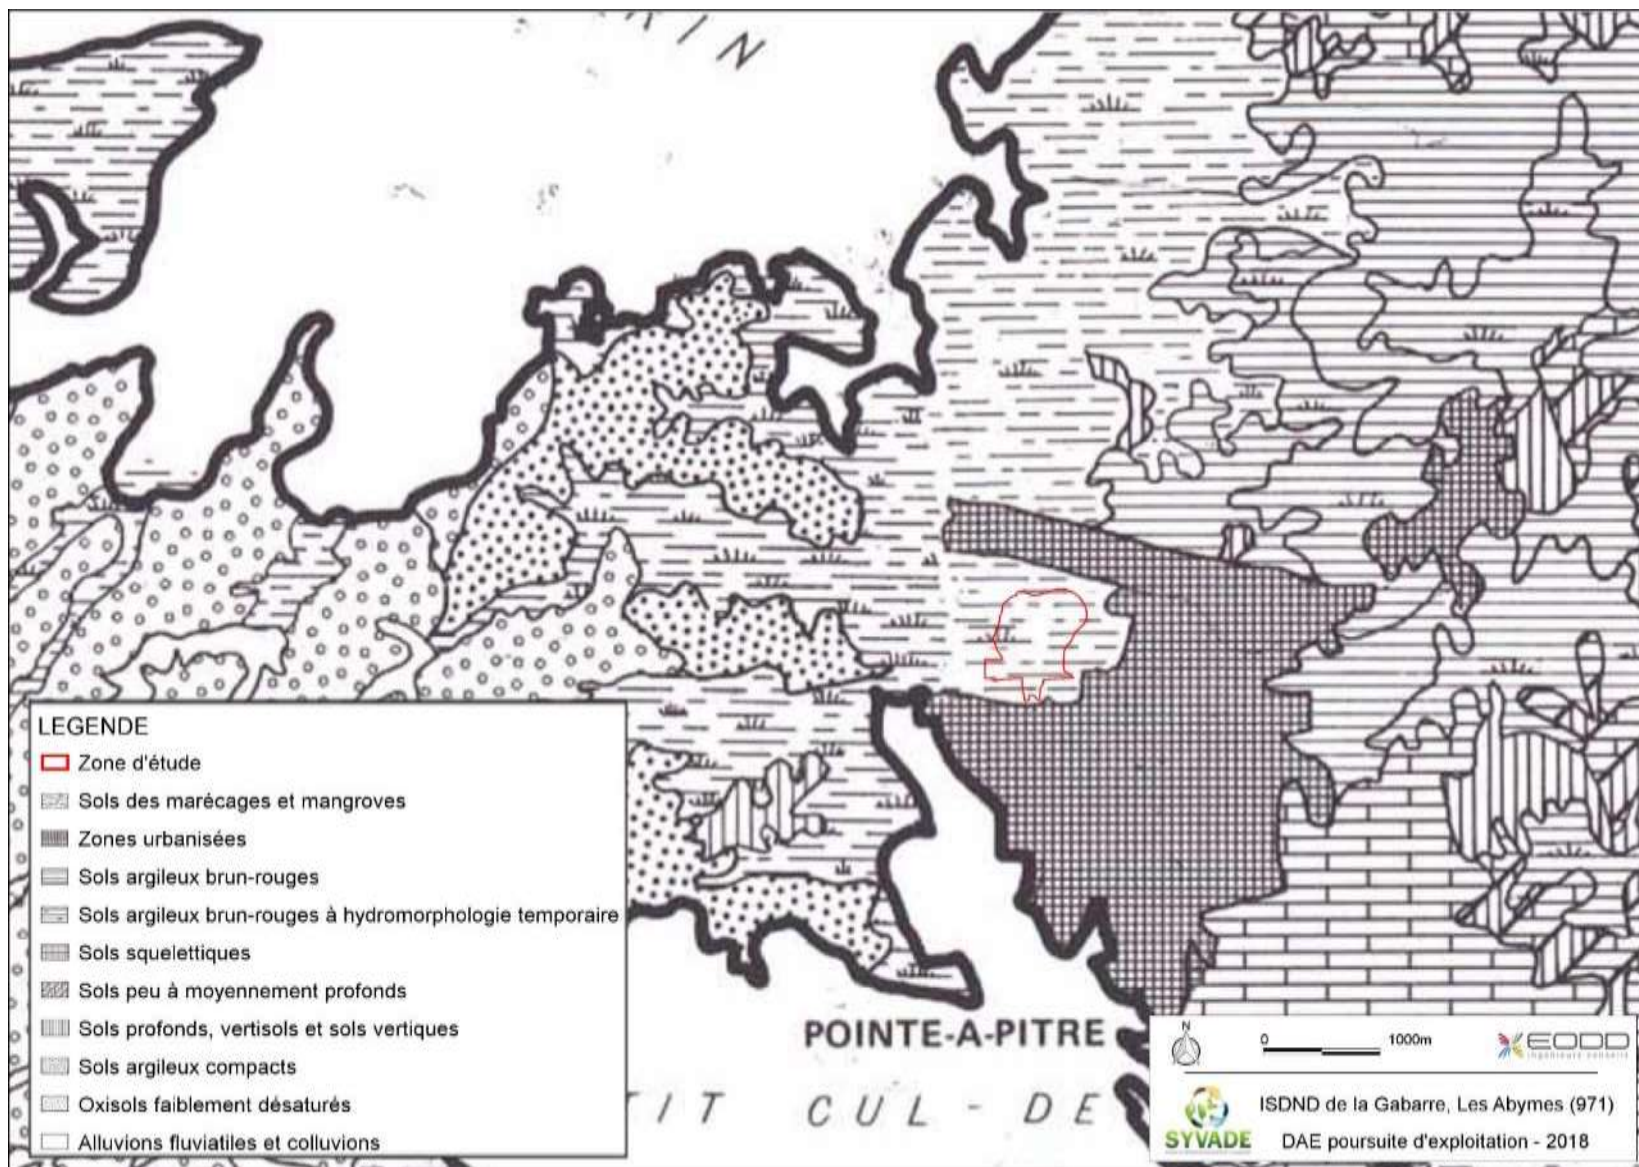 RIN
LEGENDE
Zone d'étude
Sols des marécages et mangroves
Zones urbanisées
Sols argileux brun-rouges
Sols argileux brun-rouges à hydromorphologie temporaire
Sols squelettiques
Sols peu à moyennement profonds
Sols profonds, vertisols et sols vertiques
Sols argileux compacts
Oxisols faiblement désaturés
Alluvions fluviatiles et colluvions
POINTE-A-PITRE
TIT CUL-DE
N
0 1000m
EODD
ingénieurs conseils
SYVADE
ISDND de la Gabarre, Les Abymes (971)
DAE poursuite d'exploitation - 2018